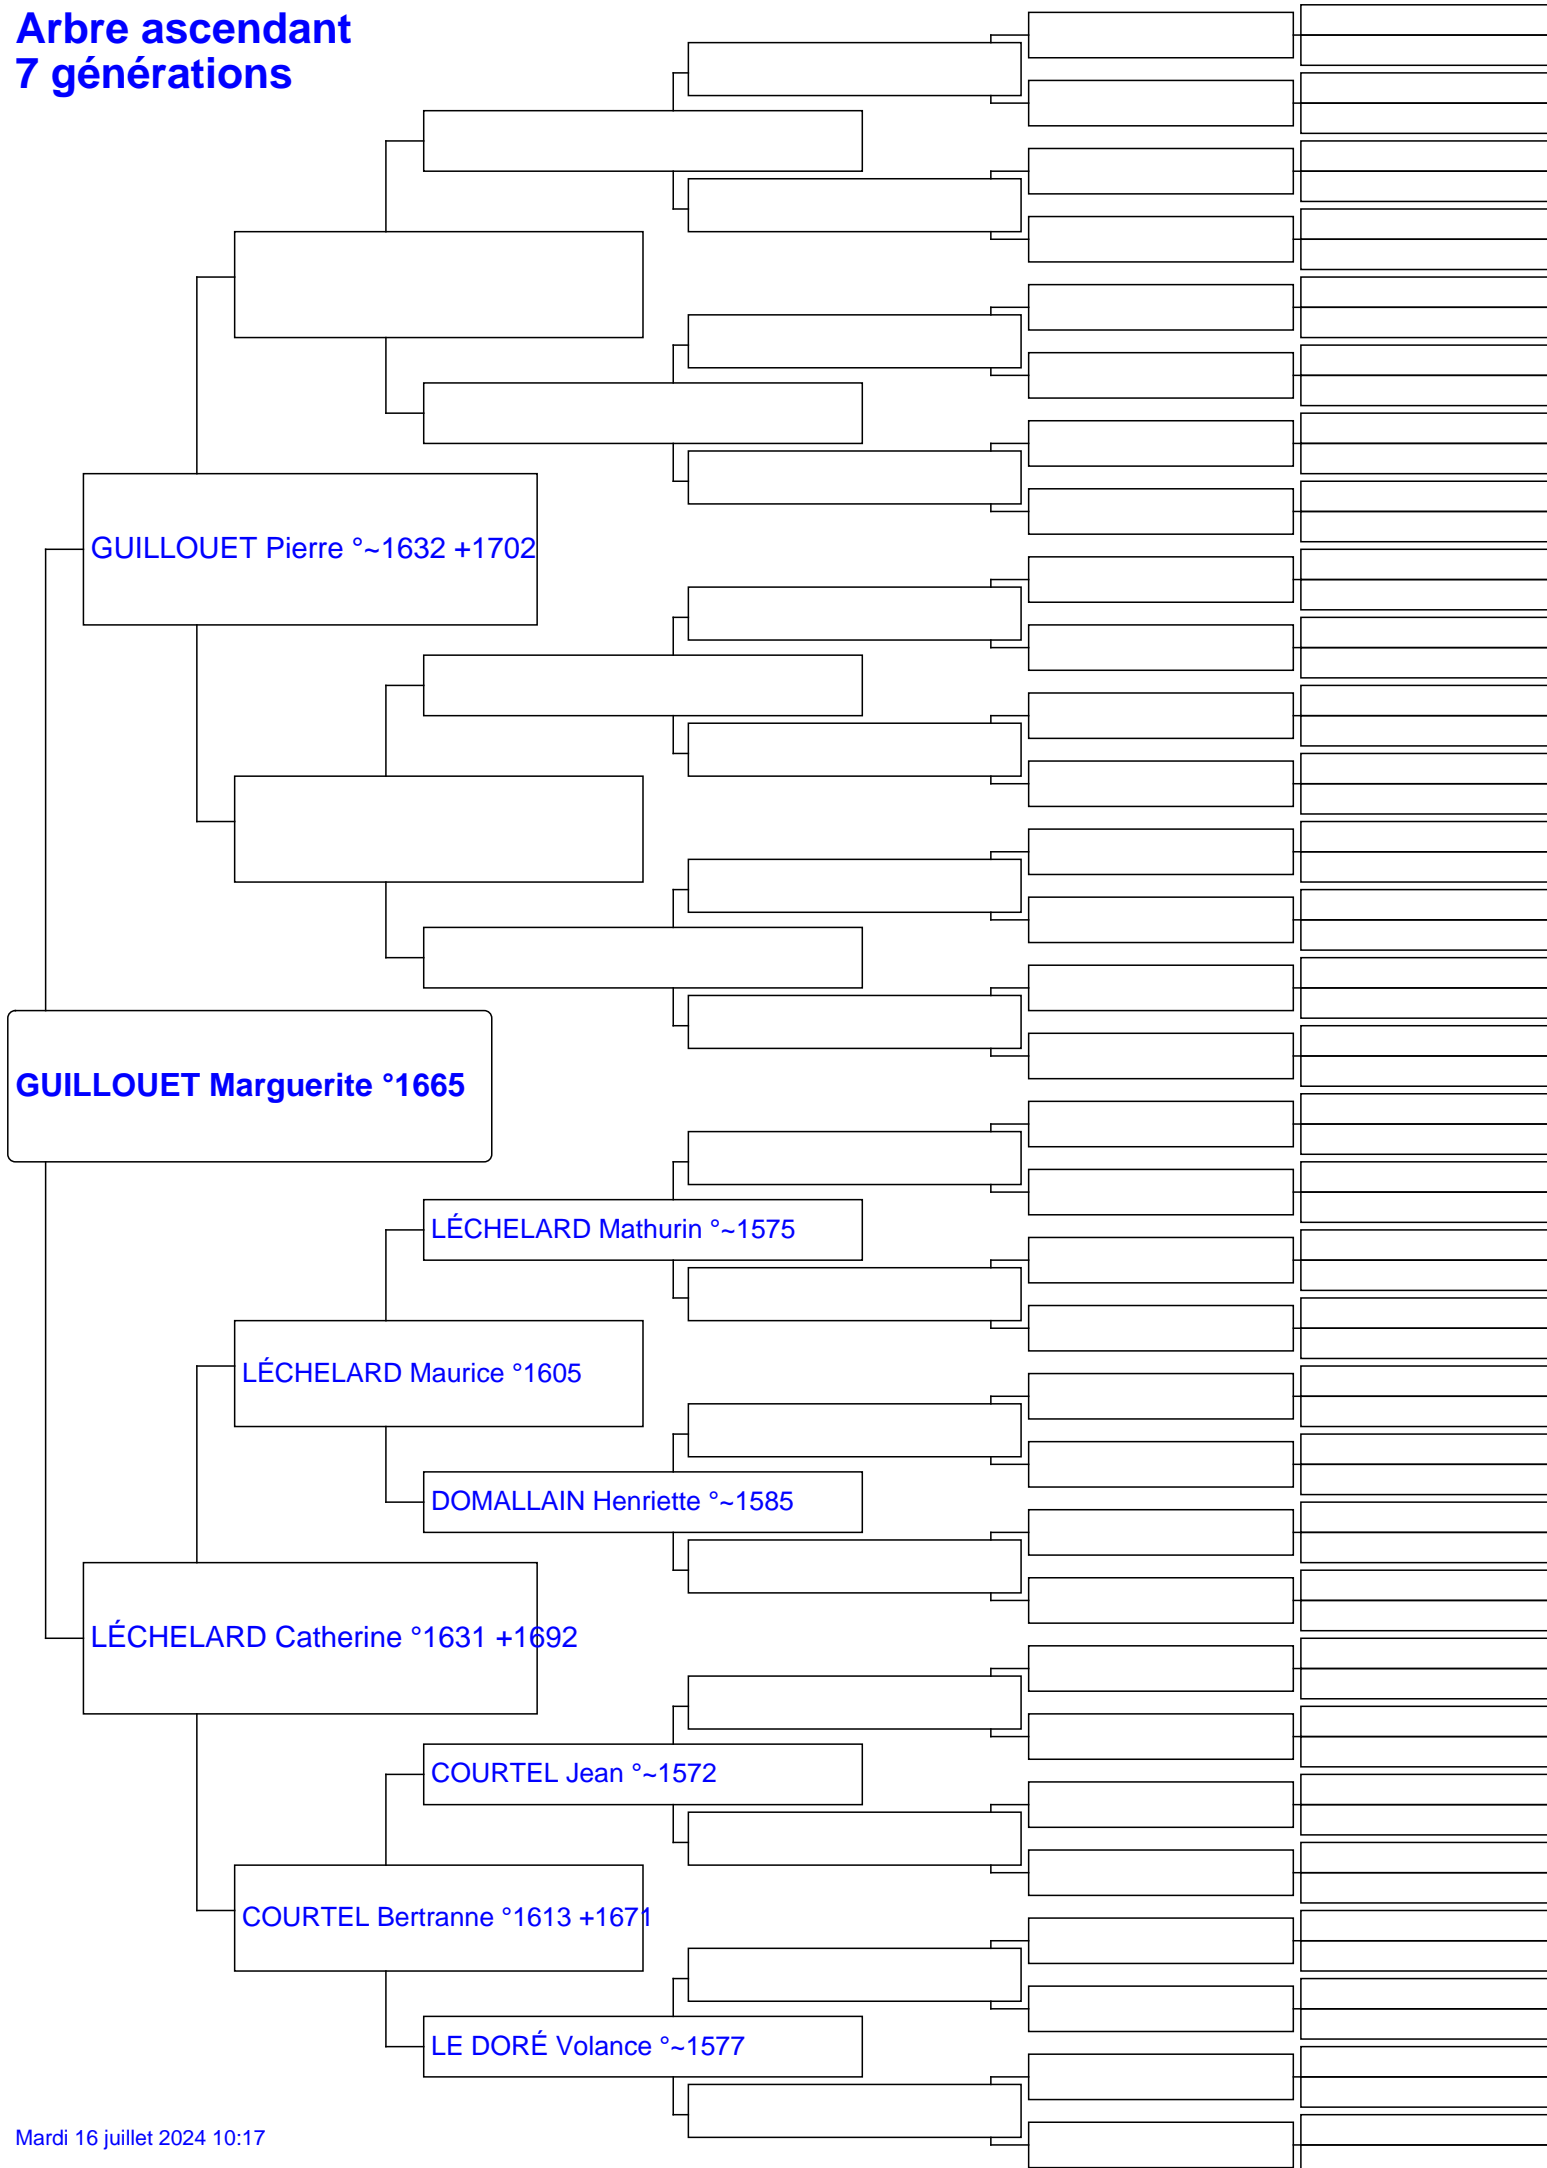 Arbre ascendant
7 générations
GUILLOUET Pierre °~1632 +1702
GUILLOUET Marguerite °1665
LÉCHELARD Mathurin °~1575
LÉCHELARD Maurice °1605
DOMALLAIN Henriette °~1585
LÉCHELARD Catherine °1631 +1692
COURTEL Jean °~1572
COURTEL Bertranne °1613 +1671
LE DORÉ Volance °~1577
Mardi 16 juillet 2024 10:17